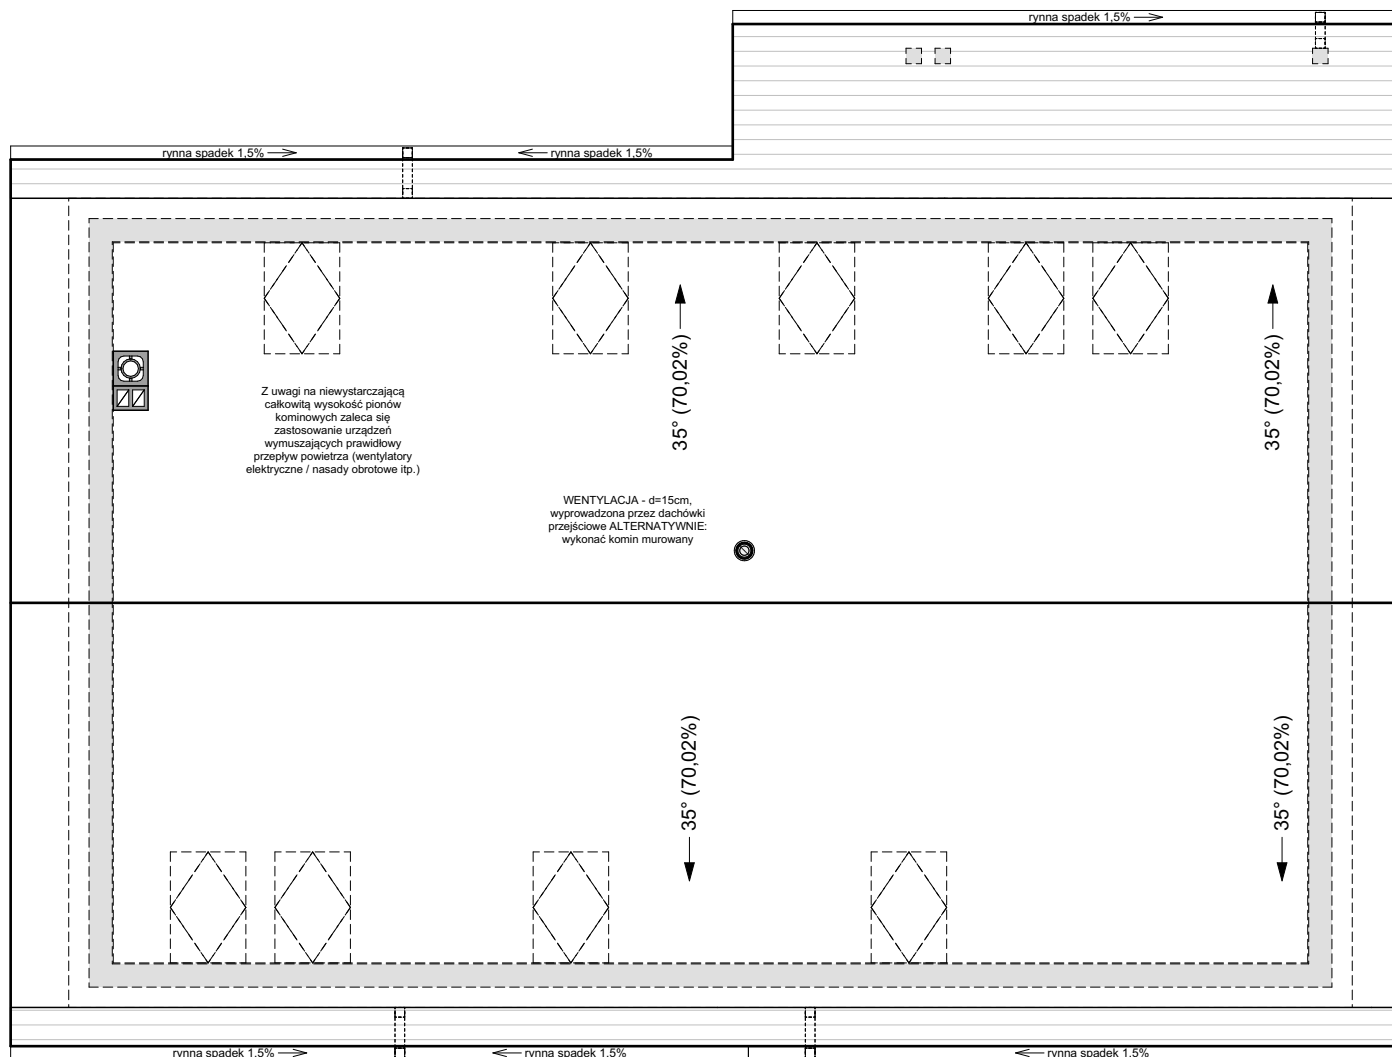 rynna spadek 1,5%
rynna spadek 1,5%
rynna spadek 1,5%
35° (70,02%)
35° (70,02%)
Z uwagi na niewystarczającą
całkowitą wysokość pionów
kominowych zaleca się
zastosowanie urządzeń
wymuszających prawidłowy
przepływ powietrza (wentylatory
elektryczne / nasady obrotowe itp.)
WENTYLACJA - d=15cm,
wyprowadzona przez dachówki
przejściowe ALTERNATYWNIE:
wykonać komin murowany
35° (70,02%)
35° (70,02%)
rynna spadek 1,5%
rynna spadek 1,5%
rynna spadek 1,5%